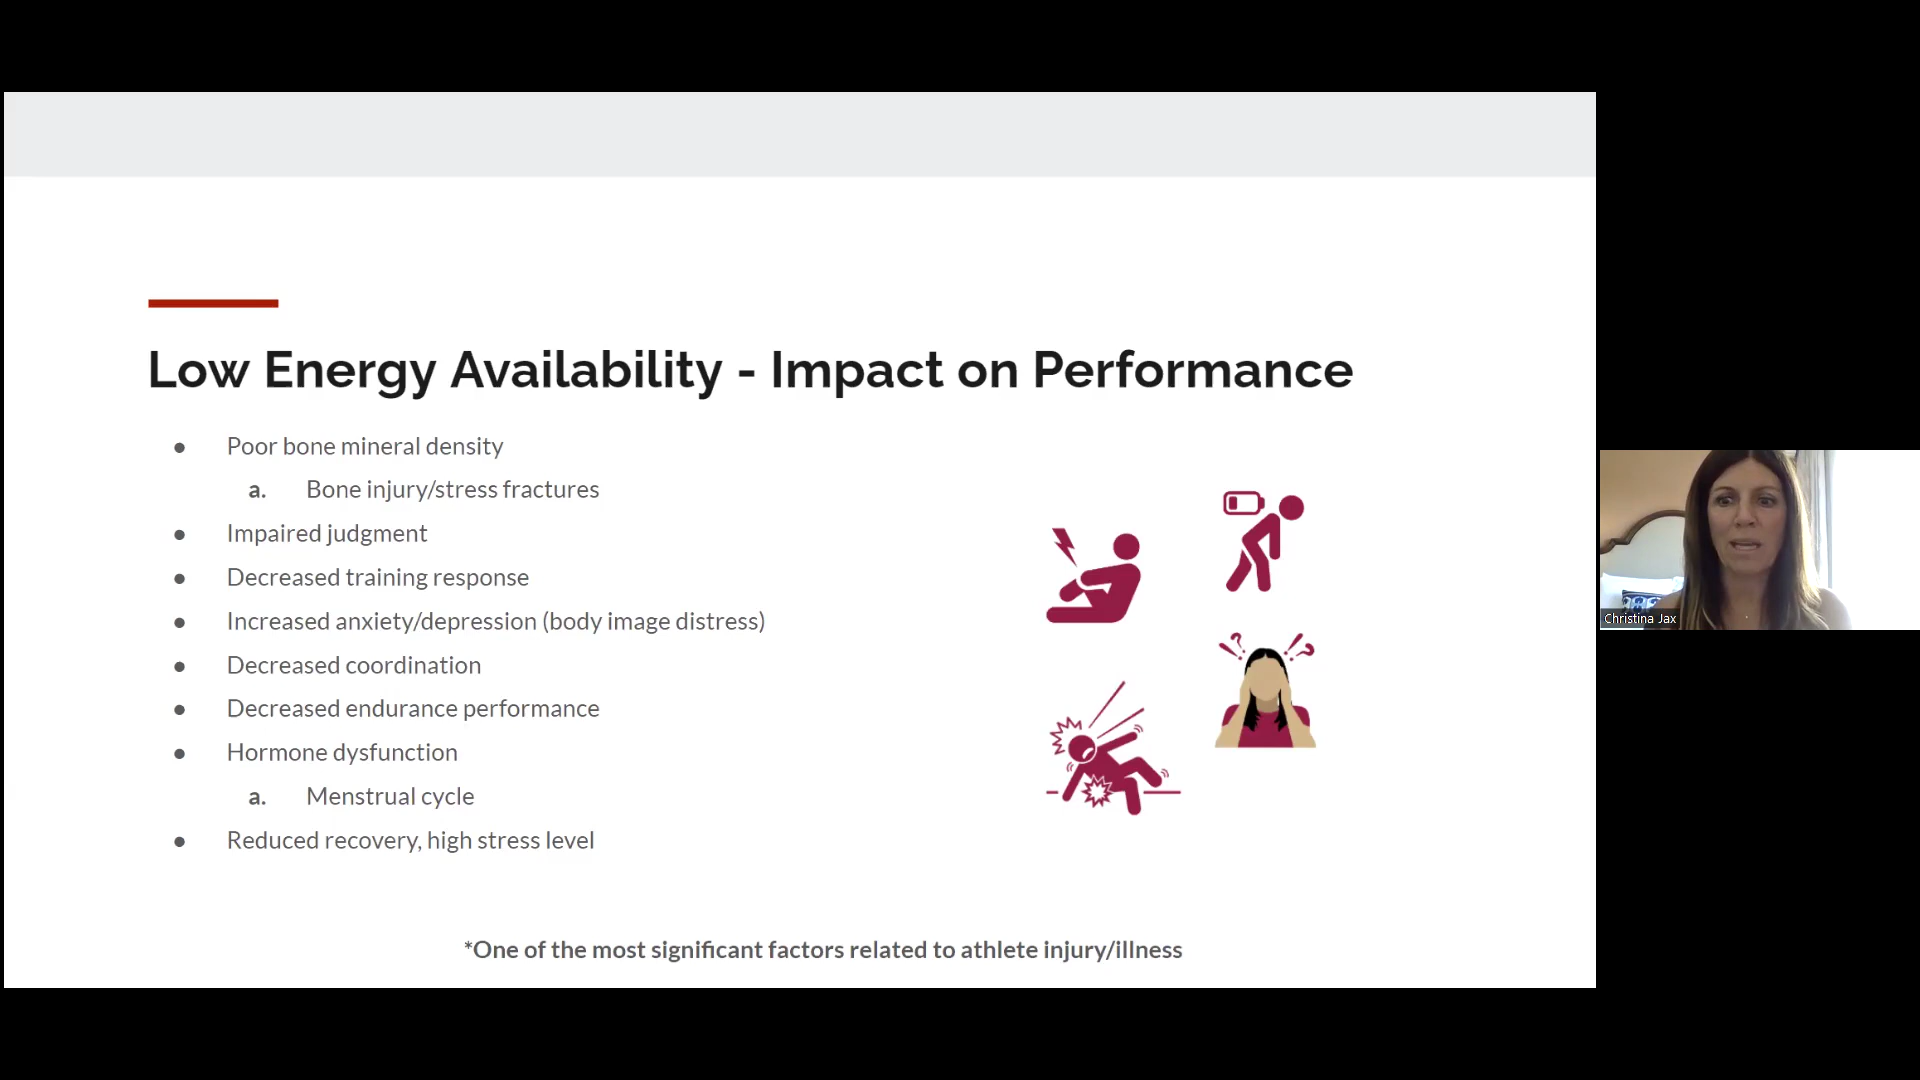 Low Energy Availability - Impact on Performance
● Poor bone mineral density
a. Bone injury/stress fractures
● Impaired judgment
● Decreased training response
● Increased anxiety/depression (body image distress)
● Decreased coordination
● Decreased endurance performance
● Hormone dysfunction
a. Menstrual cycle
● Reduced recovery, high stress level
*One of the most significant factors related to athlete injury/illness
Christina Jax